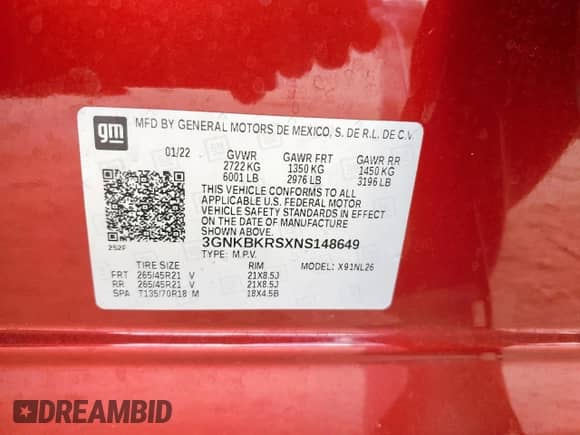 gm
MFD BY GENERAL MOTORS DE MEXICO, S. DE R.L. DE C.V.
01/22 GVWR GAWR FRT GAWR RR
2722 KG 1350 KG 1450 KG
6001 LB 2976 LB 3196 LB
THIS VEHICLE CONFORMS TO ALL
APPLICABLE U.S. FEDERAL MOTOR
VEHICLE SAFETY STANDARDS IN EFFECT
ON THE DATE OF MANUFACTURE
SHOWN ABOVE.
252F
3GNKBKRSXNS148649
TYPE: M.P.V.
TIRE SIZE RIM MODEL: X91NL26
FRT 265/45R21 V 21X8.5J
RR 265/45R21 V 21X8.5J
SPA T135/70R18 M 18X4.5B
DREAMBID